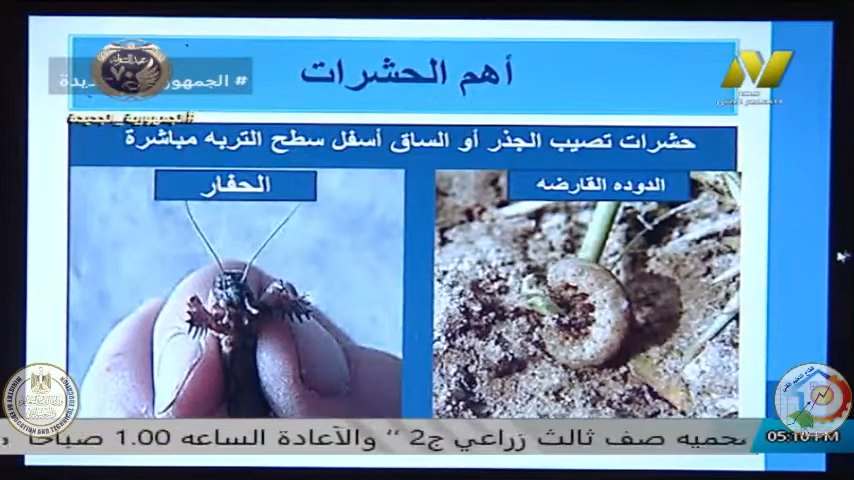 أهم الحشرات
# الجمهور
#الجمهورية_الجديدة
حشرات تصيب الجذر أو الساق أسفل سطح التربه مباشرة
الدوده القارضه
الحفار
محميه صف ثالث زراعي ج2 '' والآعادة الساعه 1.00 صباحا
05:10 PM